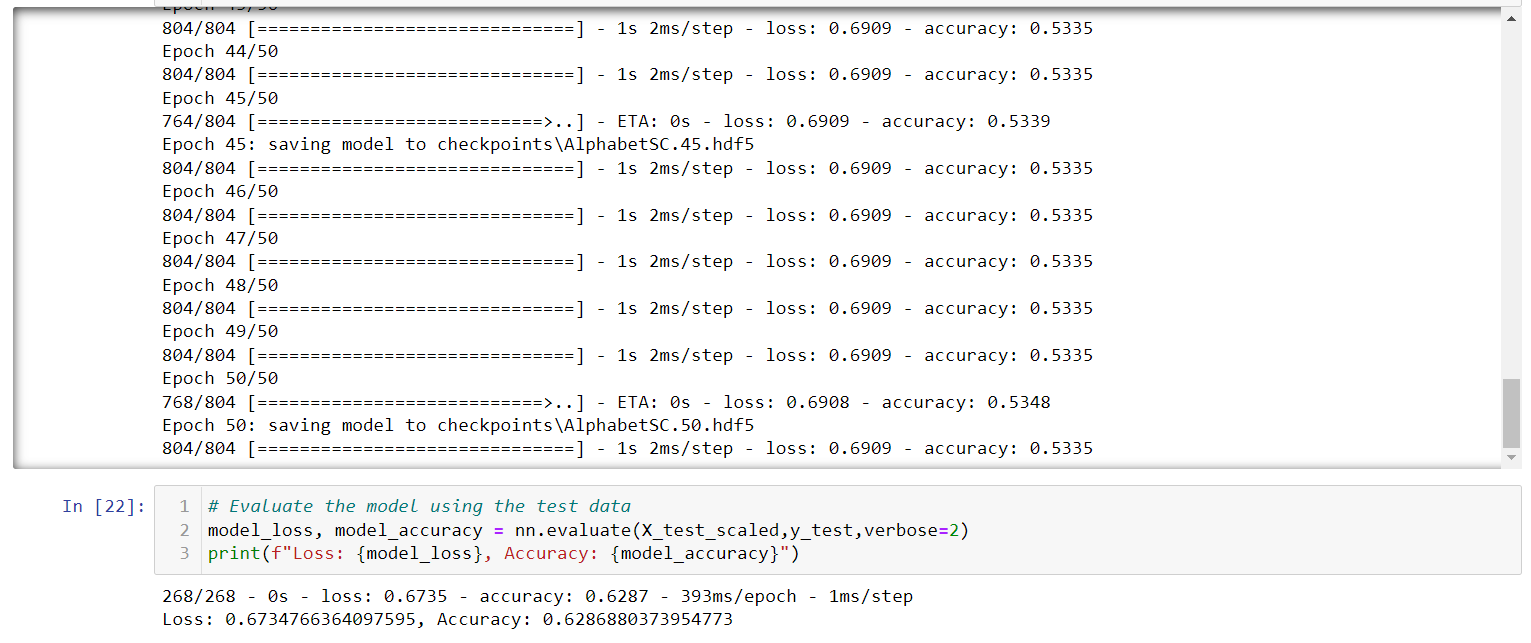 Epoch 43/50
804/804 [==============================] - 1s 2ms/step - loss: 0.6909 - accuracy: 0.5335
Epoch 44/50
804/804 [==============================] - 1s 2ms/step - loss: 0.6909 - accuracy: 0.5335
Epoch 45/50
764/804 [===========================>..] - ETA: 0s - loss: 0.6909 - accuracy: 0.5339
Epoch 45: saving model to checkpoints\AlphabetSC.45.hdf5
804/804 [==============================] - 1s 2ms/step - loss: 0.6909 - accuracy: 0.5335
Epoch 46/50
804/804 [==============================] - 1s 2ms/step - loss: 0.6909 - accuracy: 0.5335
Epoch 47/50
804/804 [==============================] - 1s 2ms/step - loss: 0.6909 - accuracy: 0.5335
Epoch 48/50
804/804 [==============================] - 1s 2ms/step - loss: 0.6909 - accuracy: 0.5335
Epoch 49/50
804/804 [==============================] - 1s 2ms/step - loss: 0.6909 - accuracy: 0.5335
Epoch 50/50
768/804 [===========================>..] - ETA: 0s - loss: 0.6908 - accuracy: 0.5348
Epoch 50: saving model to checkpoints\AlphabetSC.50.hdf5
804/804 [==============================] - 1s 2ms/step - loss: 0.6909 - accuracy: 0.5335
In [22]: 1 # Evaluate the model using the test data
2 model_loss, model_accuracy = nn.evaluate(X_test_scaled,y_test,verbose=2)
3 print(f"Loss: {model_loss}, Accuracy: {model_accuracy}")
268/268 - 0s - loss: 0.6735 - accuracy: 0.6287 - 393ms/epoch - 1ms/step
Loss: 0.6734766364097595, Accuracy: 0.6286880373954773